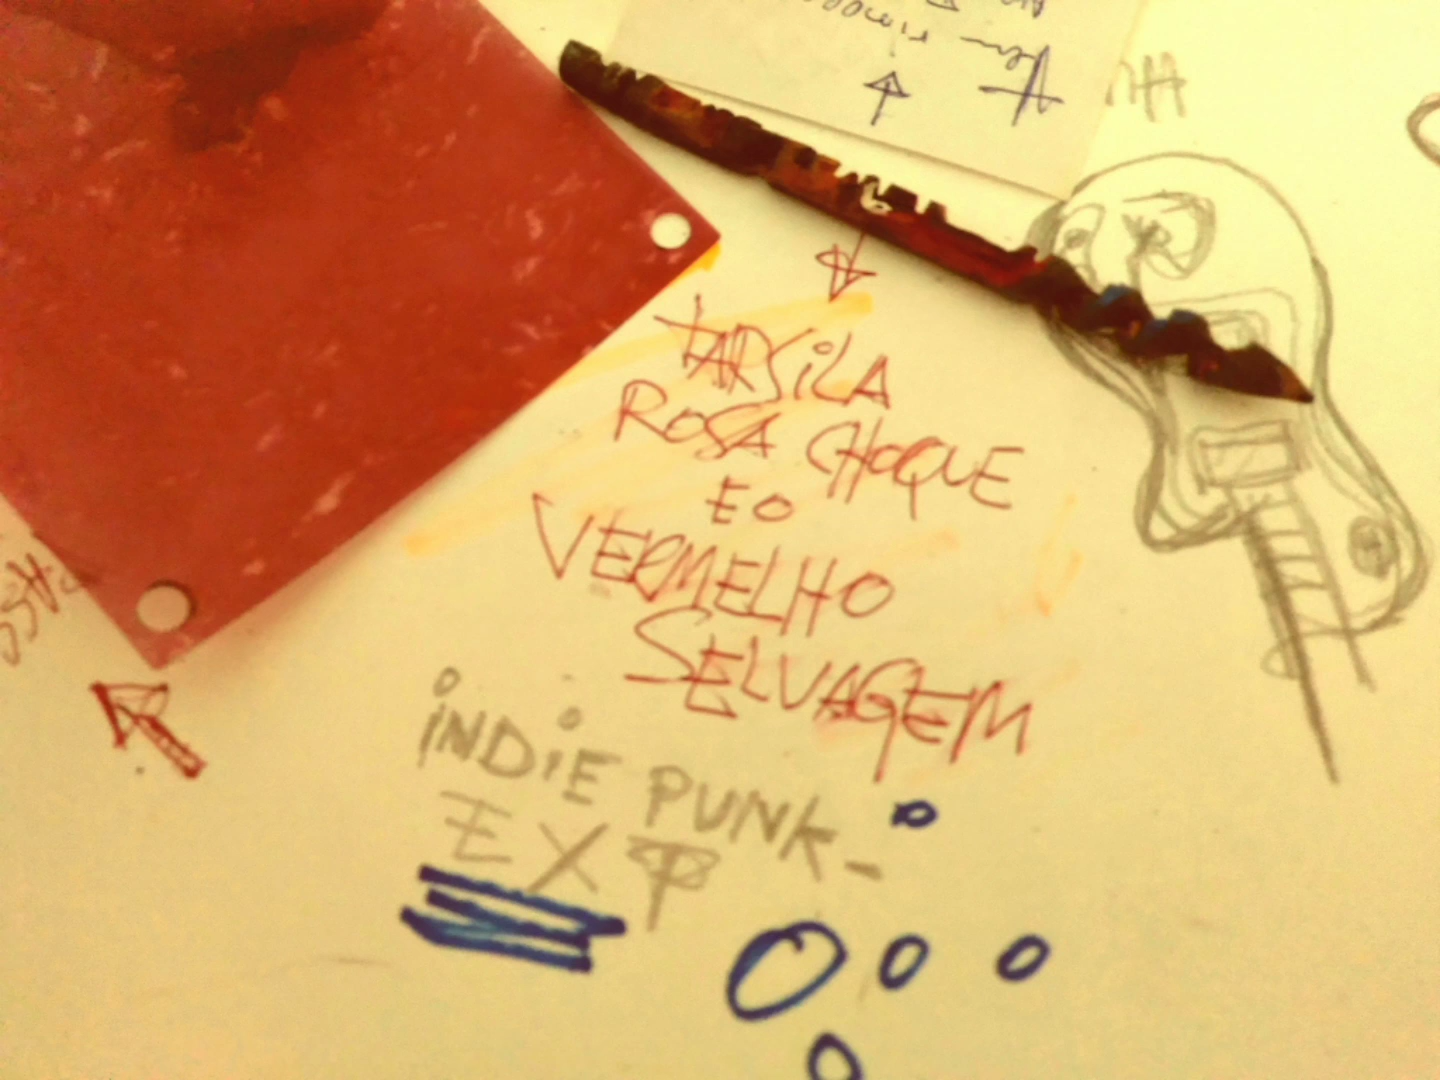 TARSiLA
ROSA CHOQUE
E O
VERMELHO
SELVAGEM
iNDiE PUNK-
EXP